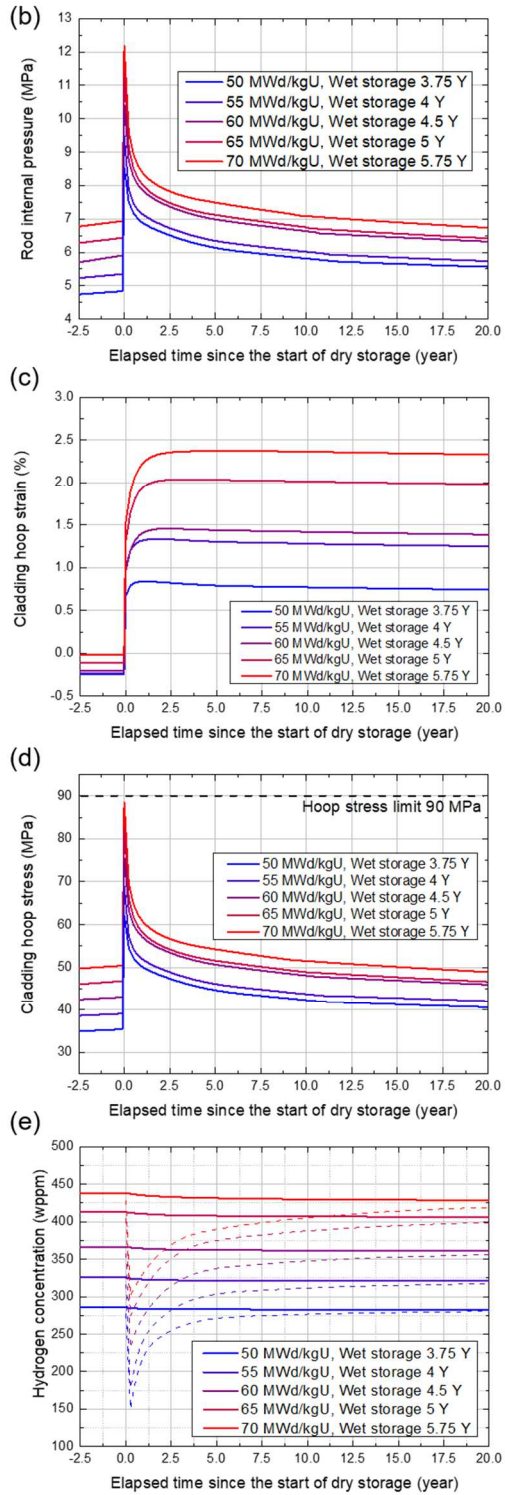 (b)
13
12
11
10
9
8
7
6
5
4
Rod internal pressure (MPa)
50 MWd/kgU, Wet storage 3.75 Y
55 MWd/kgU, Wet storage 4 Y
60 MWd/kgU, Wet storage 4.5 Y
65 MWd/kgU, Wet storage 5 Y
70 MWd/kgU, Wet storage 5.75 Y
-2.5 0.0 2.5 5.0 7.5 10.0 12.5 15.0 17.5 20.0
Elapsed time since the start of dry storage (year)
(c)
3.0
2.5
2.0
1.5
1.0
0.5
0.0
-0.5
Cladding hoop strain (%)
50 MWd/kgU, Wet storage 3.75 Y
55 MWd/kgU, Wet storage 4 Y
60 MWd/kgU, Wet storage 4.5 Y
65 MWd/kgU, Wet storage 5 Y
70 MWd/kgU, Wet storage 5.75 Y
-2.5 0.0 2.5 5.0 7.5 10.0 12.5 15.0 17.5 20.0
Elapsed time since the start of dry storage (year)
(d)
90
80
70
60
50
40
30
Cladding hoop stress (MPa)
Hoop stress limit 90 MPa
50 MWd/kgU, Wet storage 3.75 Y
55 MWd/kgU, Wet storage 4 Y
60 MWd/kgU, Wet storage 4.5 Y
65 MWd/kgU, Wet storage 5 Y
70 MWd/kgU, Wet storage 5.75 Y
-2.5 0.0 2.5 5.0 7.5 10.0 12.5 15.0 17.5 20.0
Elapsed time since the start of dry storage (year)
(e)
500
450
400
350
300
250
200
150
100
Hydrogen concentration (wppm)
50 MWd/kgU, Wet storage 3.75 Y
55 MWd/kgU, Wet storage 4 Y
60 MWd/kgU, Wet storage 4.5 Y
65 MWd/kgU, Wet storage 5 Y
70 MWd/kgU, Wet storage 5.75 Y
-2.5 0.0 2.5 5.0 7.5 10.0 12.5 15.0 17.5 20.0
Elapsed time since the start of dry storage (year)